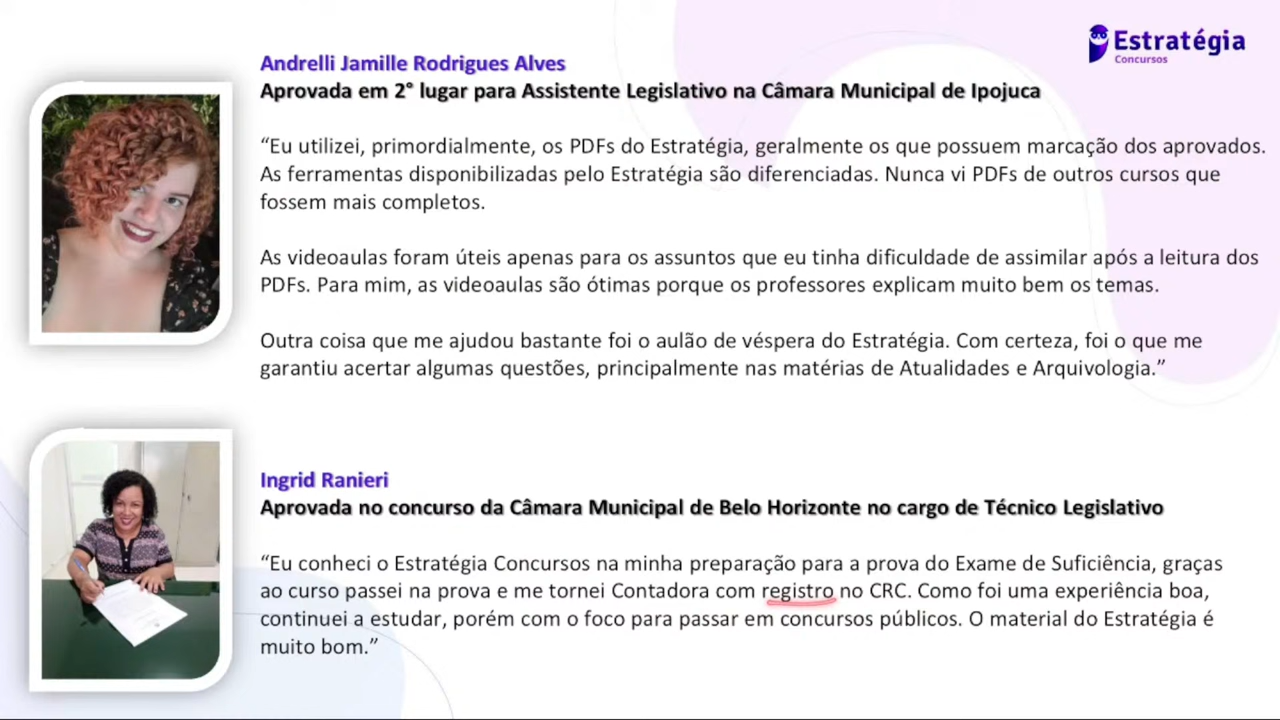 Estratégia
Concursos
Andrelli Jamille Rodrigues Alves
Aprovada em 2° lugar para Assistente Legislativo na Câmara Municipal de Ipojuca
“Eu utilizei, primordialmente, os PDFs do Estratégia, geralmente os que possuem marcação dos aprovados.
As ferramentas disponibilizadas pelo Estratégia são diferenciadas. Nunca vi PDFs de outros cursos que
fossem mais completos.
As videoaulas foram úteis apenas para os assuntos que eu tinha dificuldade de assimilar após a leitura dos
PDFs. Para mim, as videoaulas são ótimas porque os professores explicam muito bem os temas.
Outra coisa que me ajudou bastante foi o aulão de véspera do Estratégia. Com certeza, foi o que me
garantiu acertar algumas questões, principalmente nas matérias de Atualidades e Arquivologia.”
Ingrid Ranieri
Aprovada no concurso da Câmara Municipal de Belo Horizonte no cargo de Técnico Legislativo
“Eu conheci o Estratégia Concursos na minha preparação para a prova do Exame de Suficiência, graças
ao curso passei na prova e me tornei Contadora com registro no CRC. Como foi uma experiência boa,
continuei a estudar, porém com o foco para passar em concursos públicos. O material do Estratégia é
muito bom.”